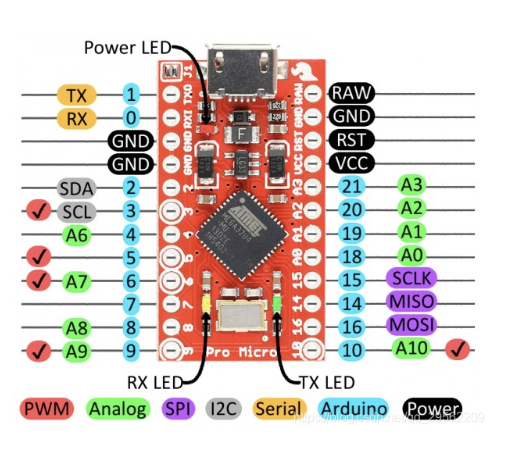 Power LED
J1
TX 1 TXO RAW RAW
RX 0 RXI GND GND
GND GND RST RST
GND GND VCC VCC
SDA 2 2 A3 21 A3
SCL 3 3 A2 20 A2
A6 4 4 A1 19 A1
5 5 A0 18 A0
A7 6 6 15 15 SCLK
7 7 14 14 MISO
A8 8 8 16 16 MOSI
A9 9 9 Pro Micro 10 10 A10
F
ATMEL
MEGA32U4
RX LED TX LED
PWM Analog SPI I2C Serial Arduino Power